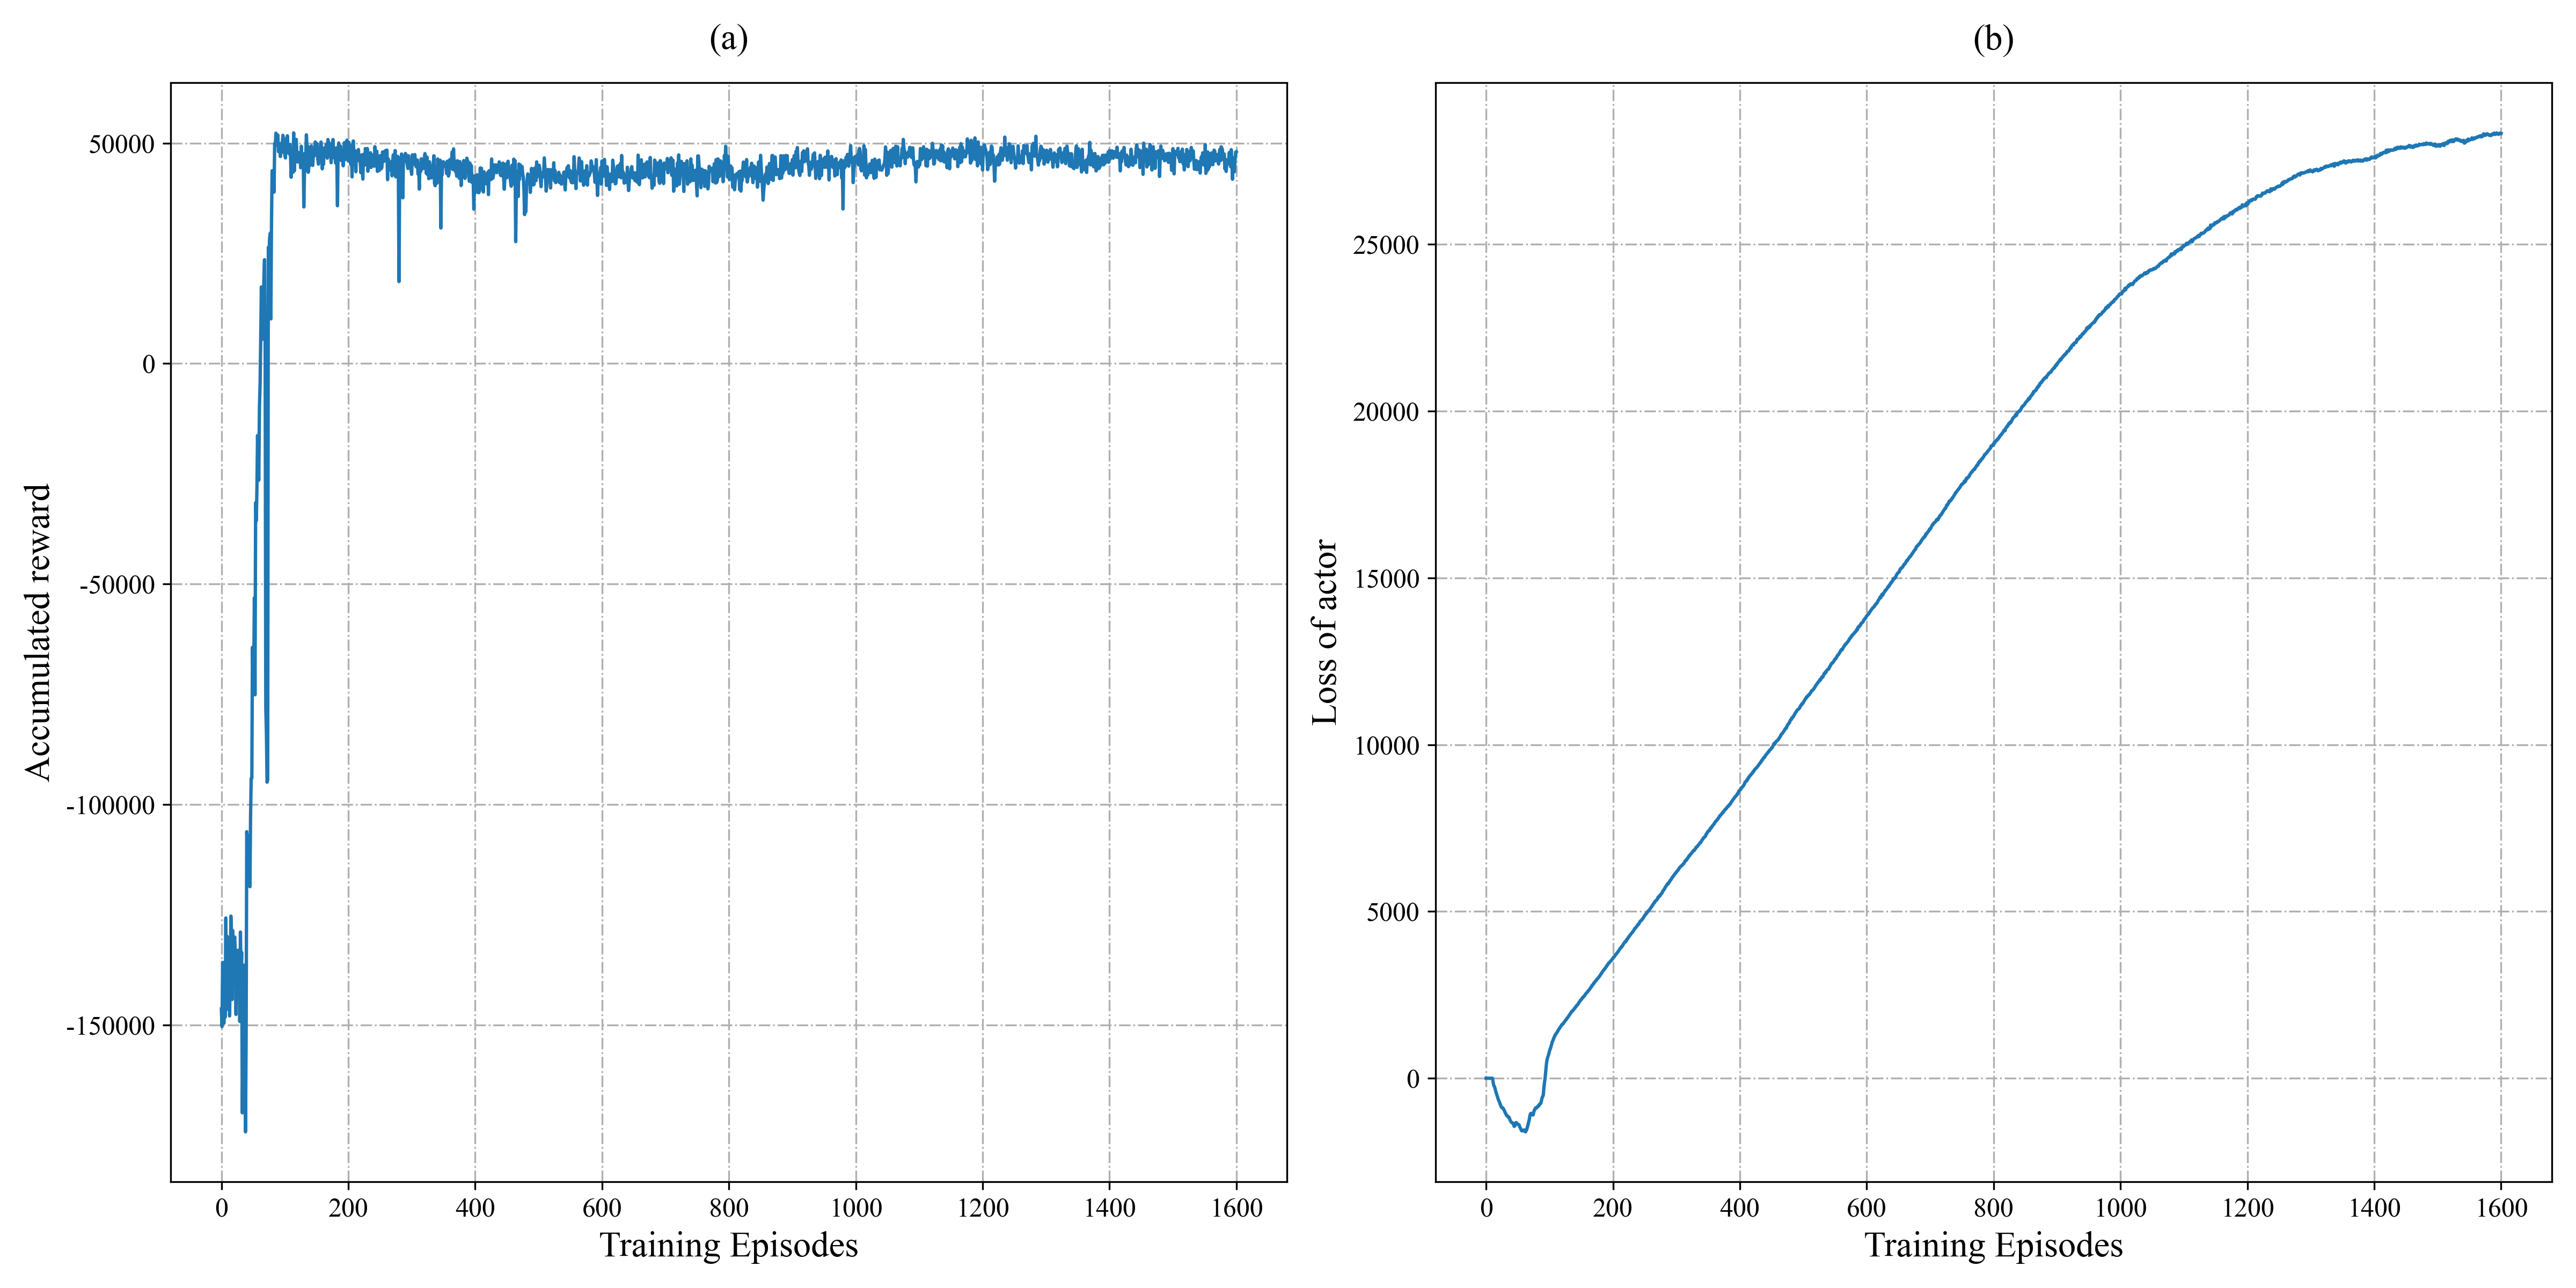 (a)
50000
0
-50000
-100000
-150000
Accumulated reward
0 200 400 600 800 1000 1200 1400 1600
Training Episodes
(b)
25000
20000
15000
10000
5000
0
Loss of actor
0 200 400 600 800 1000 1200 1400 1600
Training Episodes